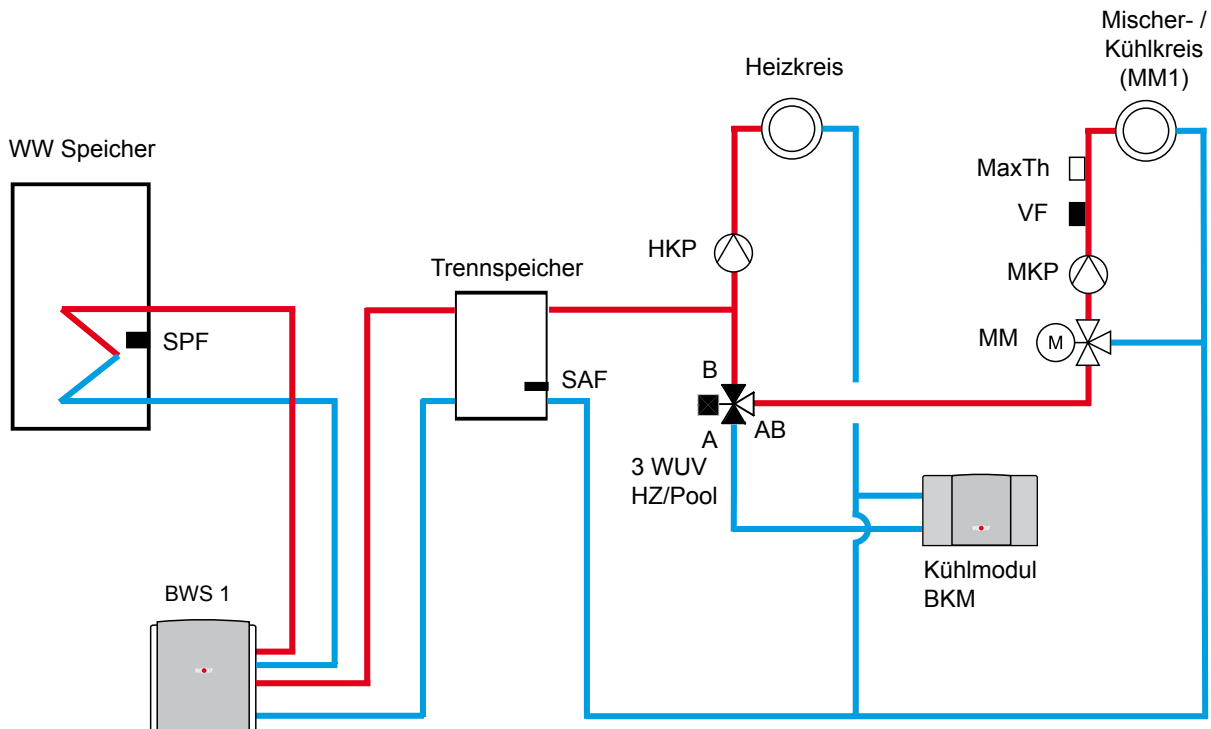 Mischer- /
Kühlkreis
(MM1)
Heizkreis
WW Speicher
MaxTh
VF
HKP
MKP
Trennspeicher
SPF
MM
M
SAF
B
A
AB
3 WUV
HZ/Pool
Kühlmodul
BKM
BWS 1